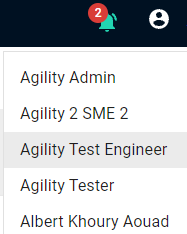 2
Agility Admin
Agility 2 SME 2
Agility Test Engineer
Agility Tester
Albert Khoury Aouad